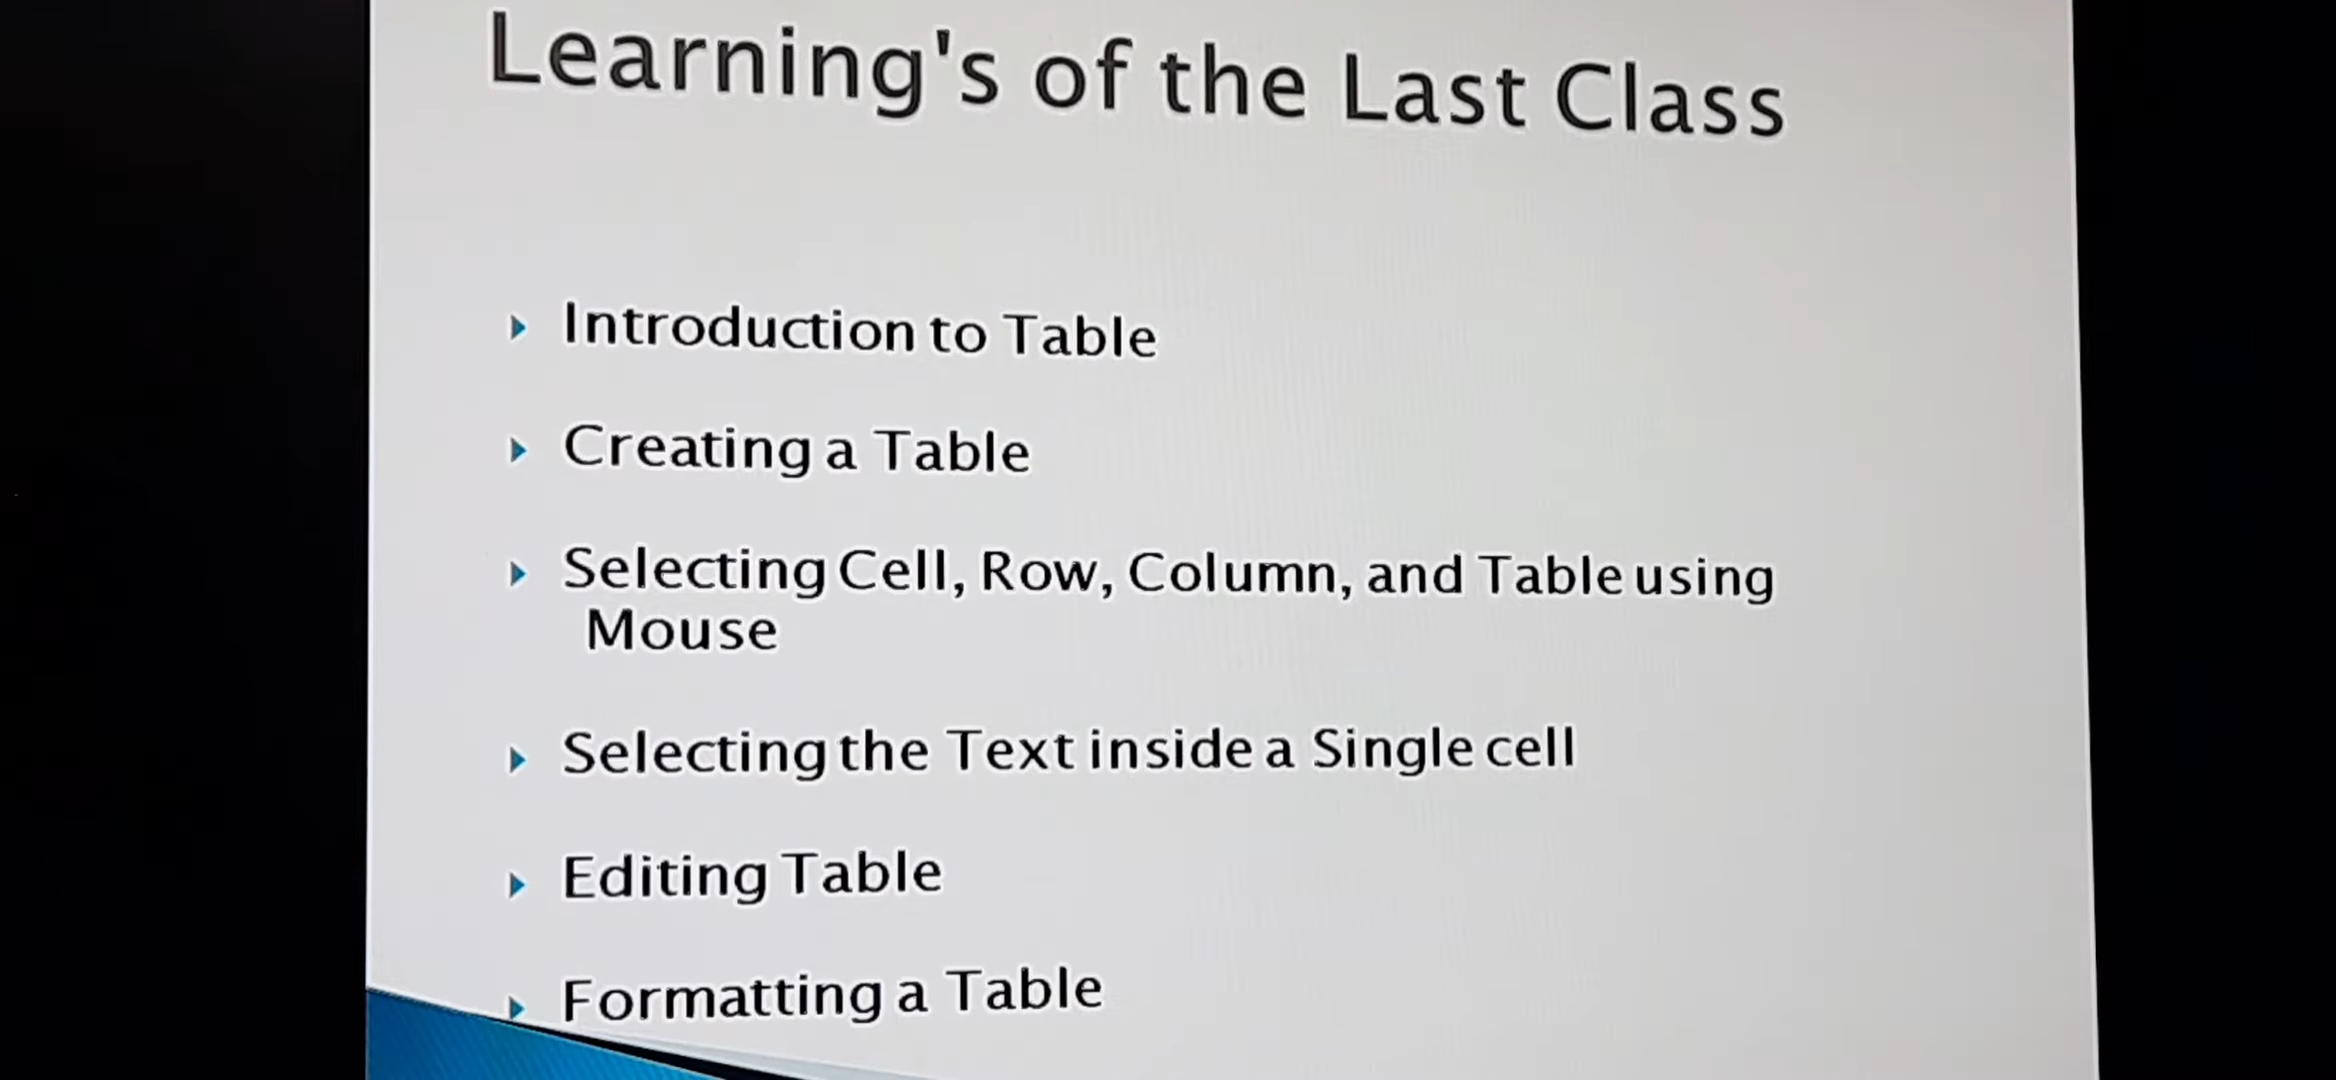 Learning's of the Last Class
Introduction to Table
Creating a Table
Selecting Cell, Row, Column, and Table using
Mouse
Selecting the Text inside a Single cell
Editing Table
Formatting a Table